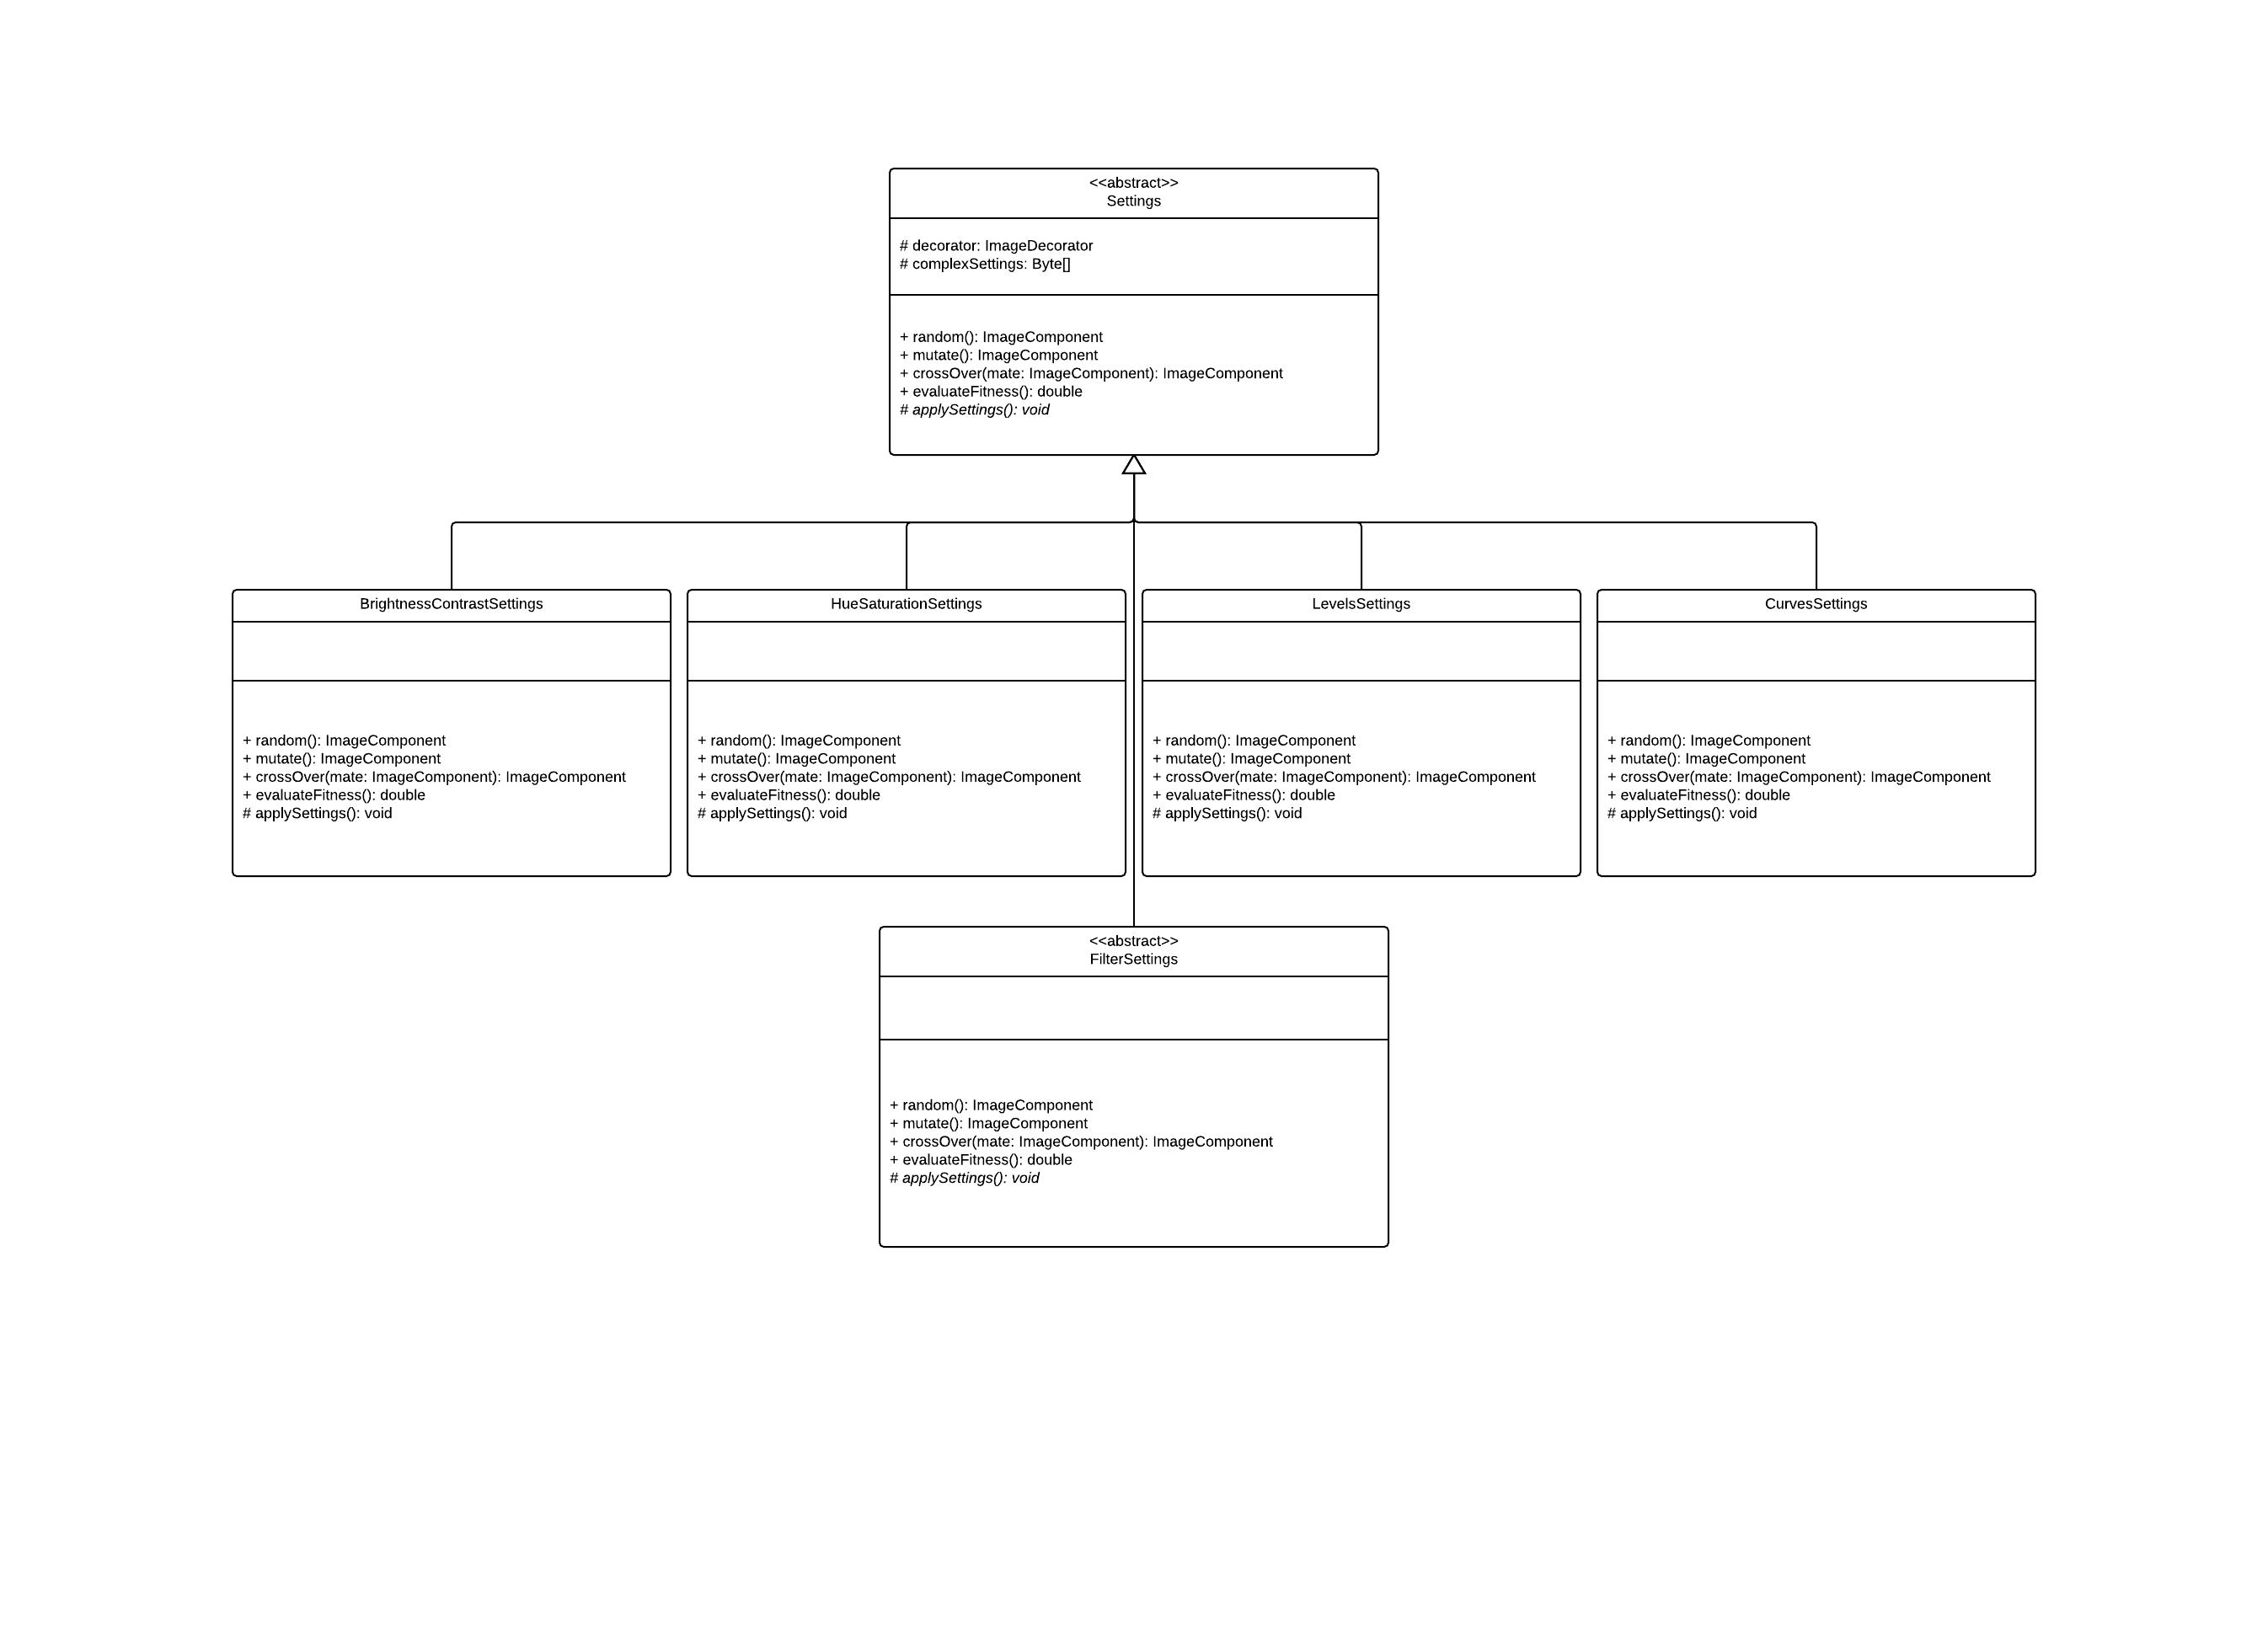 <<abstract>>
Settings
# decorator: ImageDecorator
# complexSettings: Byte[]
+ random(): ImageComponent
+ mutate(): ImageComponent
+ crossOver(mate: ImageComponent): ImageComponent
+ evaluateFitness(): double
# applySettings(): void
BrightnessContrastSettings
+ random(): ImageComponent
+ mutate(): ImageComponent
+ crossOver(mate: ImageComponent): ImageComponent
+ evaluateFitness(): double
# applySettings(): void
HueSaturationSettings
+ random(): ImageComponent
+ mutate(): ImageComponent
+ crossOver(mate: ImageComponent): ImageComponent
+ evaluateFitness(): double
# applySettings(): void
LevelsSettings
+ random(): ImageComponent
+ mutate(): ImageComponent
+ crossOver(mate: ImageComponent): ImageComponent
+ evaluateFitness(): double
# applySettings(): void
CurvesSettings
+ random(): ImageComponent
+ mutate(): ImageComponent
+ crossOver(mate: ImageComponent): ImageComponent
+ evaluateFitness(): double
# applySettings(): void
<<abstract>>
FilterSettings
+ random(): ImageComponent
+ mutate(): ImageComponent
+ crossOver(mate: ImageComponent): ImageComponent
+ evaluateFitness(): double
# applySettings(): void